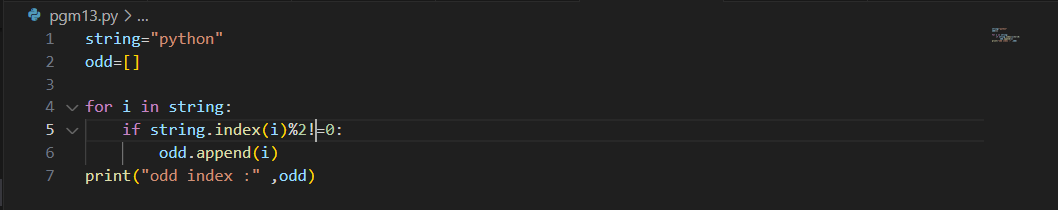 pgm13.py > ...
1 string="python"
2 odd=[]
3
4 for i in string:
5     if string.index(i)%2!=0:
6         odd.append(i)
7 print("odd index :" ,odd)